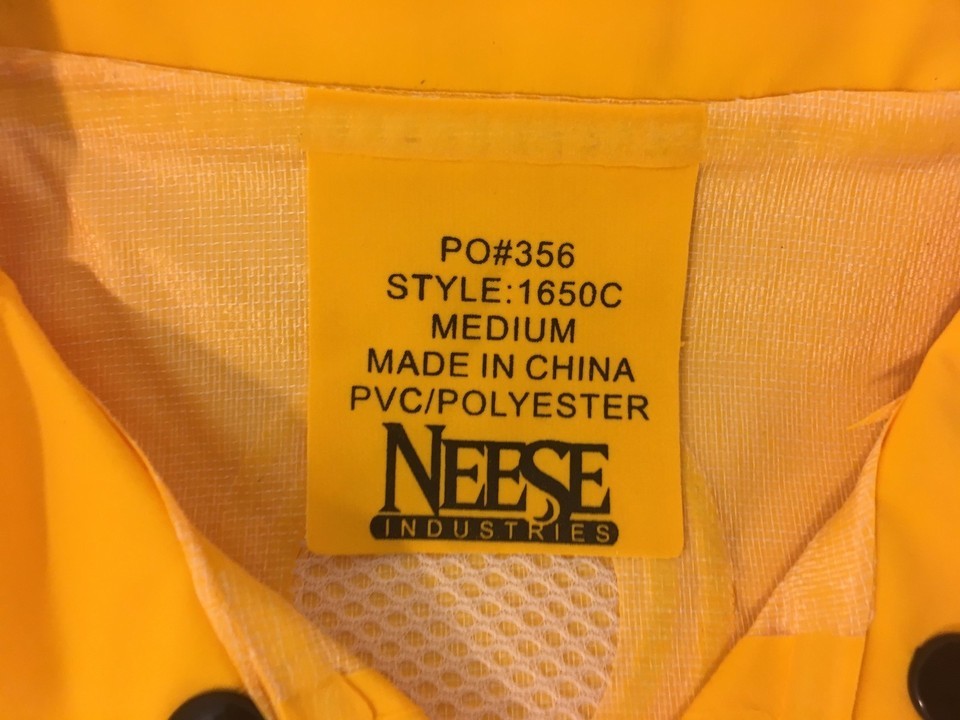 PO#356
STYLE:1650C
MEDIUM
MADE IN CHINA
PVC/POLYESTER
NEESE
INDUSTRIES